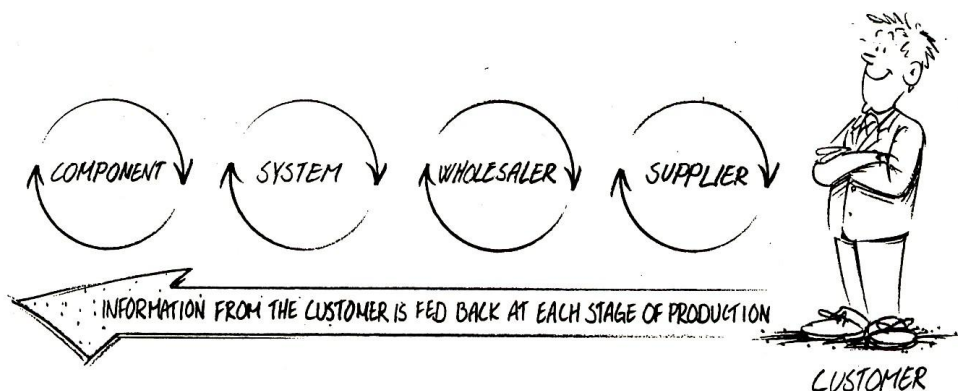 COMPONENT
SYSTEM
WHOLESALER
SUPPLIER
INFORMATION FROM THE CUSTOMER IS FED BACK AT EACH STAGE OF PRODUCTION
CUSTOMER